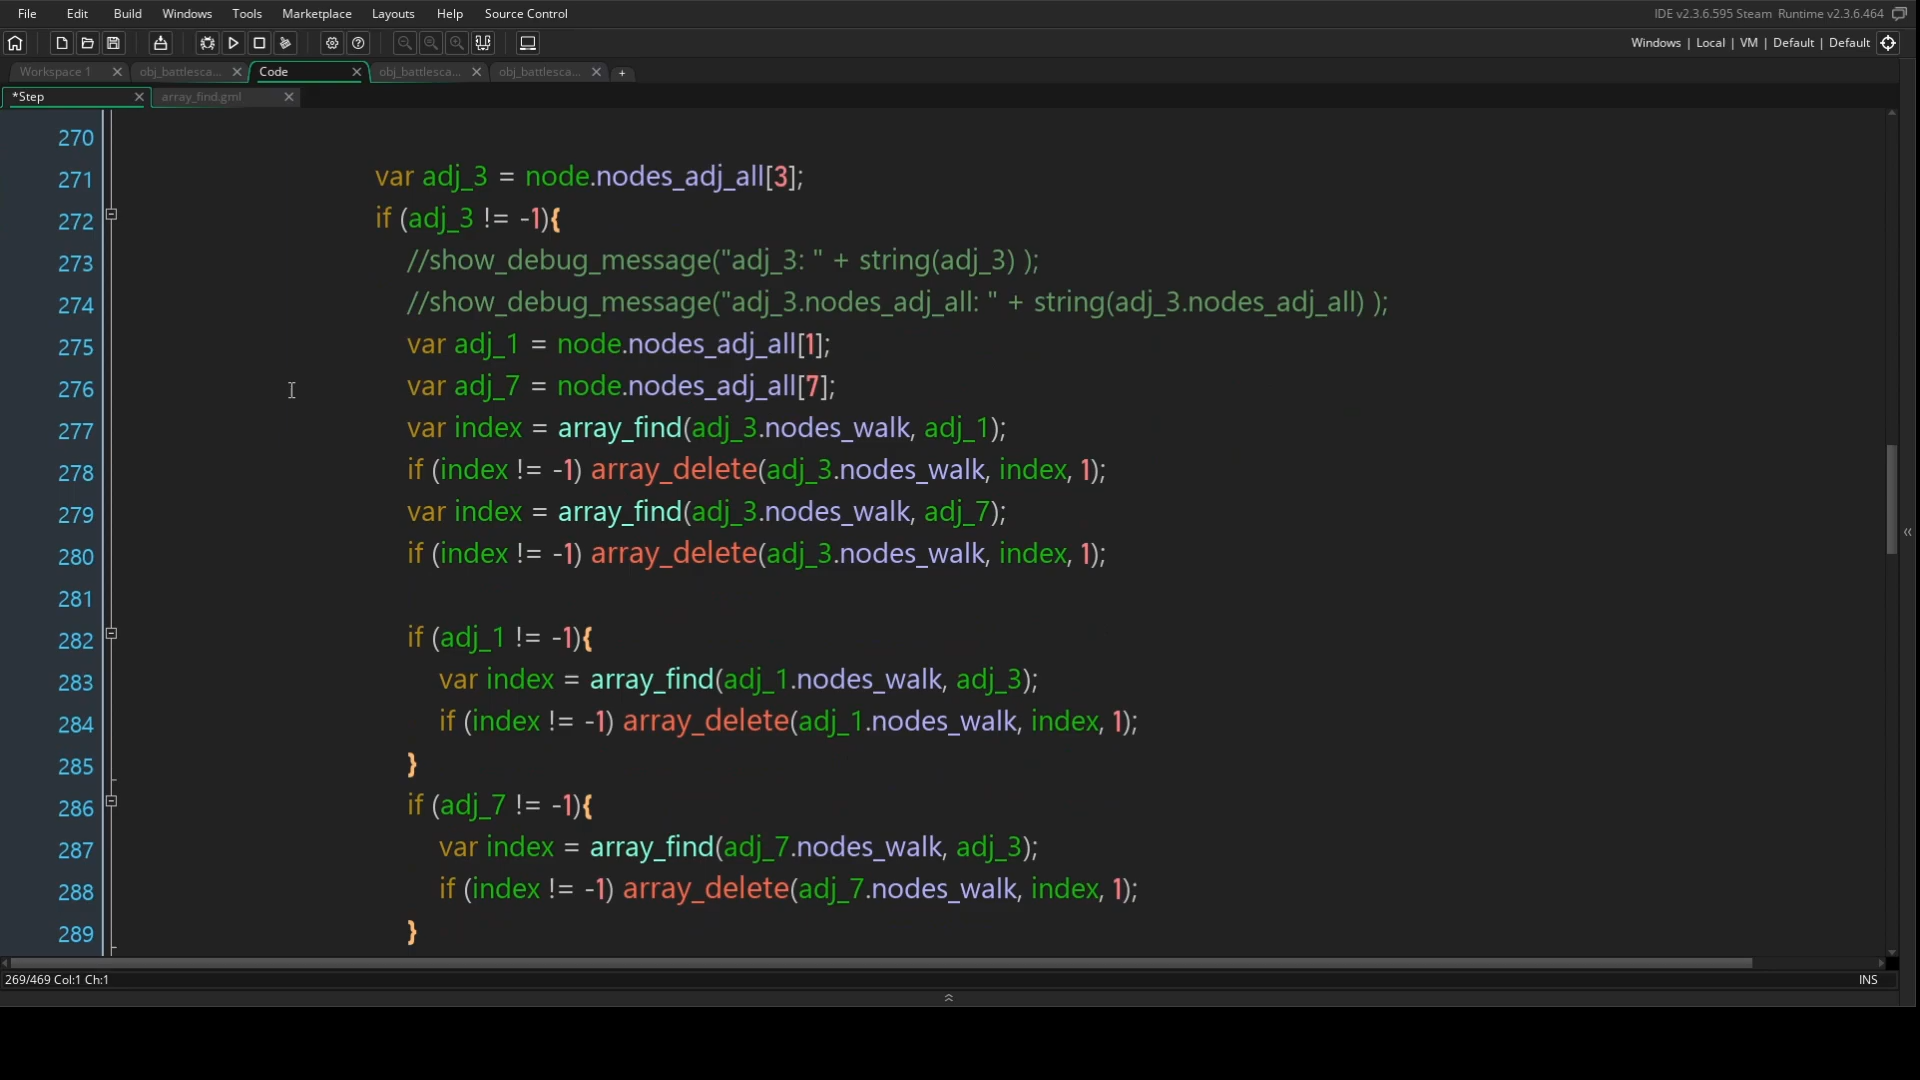 File Edit Build Windows Tools Marketplace Layouts Help Source Control IDE v2.3.6.595 Steam Runtime v2.3.6.464
Windows | Local | VM | Default | Default
Workspace 1 obj_battlesca... Code obj_battlesca... obj_battlesca... +
*Step array_find.gml
270
271 var adj_3 = node.nodes_adj_all[3];
272 if (adj_3 != -1){
273 //show_debug_message("adj_3: " + string(adj_3) );
274 //show_debug_message("adj_3.nodes_adj_all: " + string(adj_3.nodes_adj_all) );
275 var adj_1 = node.nodes_adj_all[1];
276 var adj_7 = node.nodes_adj_all[7];
277 var index = array_find(adj_3.nodes_walk, adj_1);
278 if (index != -1) array_delete(adj_3.nodes_walk, index, 1);
279 var index = array_find(adj_3.nodes_walk, adj_7);
280 if (index != -1) array_delete(adj_3.nodes_walk, index, 1);
281
282 if (adj_1 != -1){
283 var index = array_find(adj_1.nodes_walk, adj_3);
284 if (index != -1) array_delete(adj_1.nodes_walk, index, 1);
285 }
286 if (adj_7 != -1){
287 var index = array_find(adj_7.nodes_walk, adj_3);
288 if (index != -1) array_delete(adj_7.nodes_walk, index, 1);
289 }
269/469 Col:1 Ch:1 INS